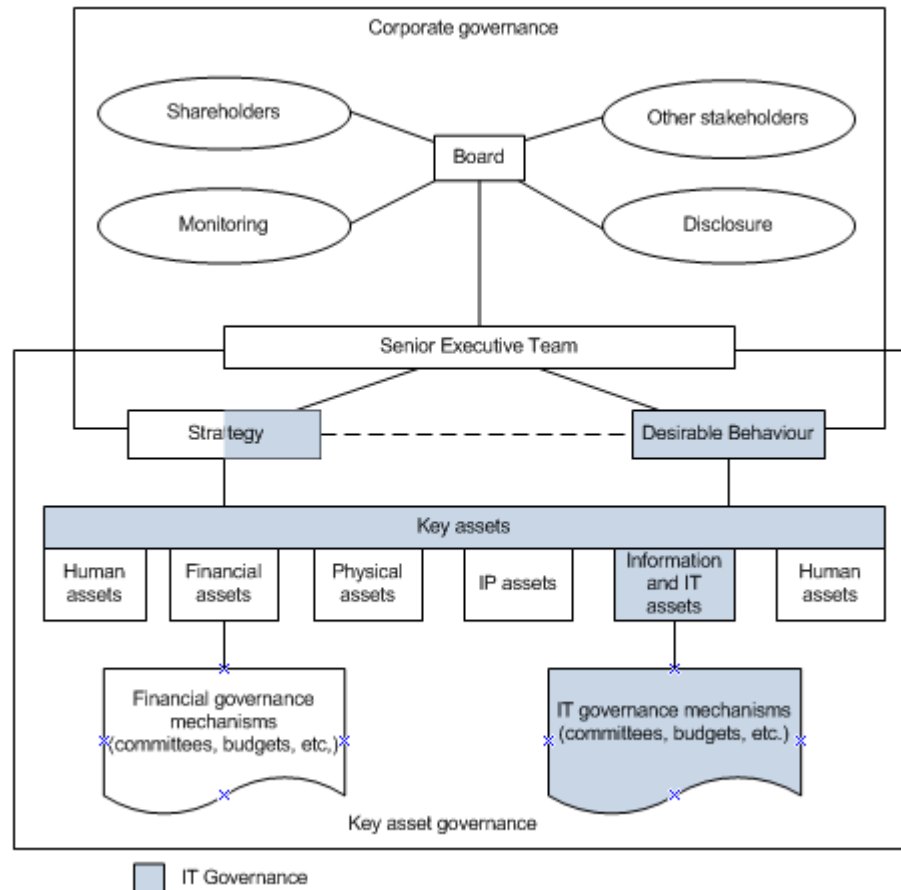 Corporate governance
Shareholders
Other stakeholders
Board
Monitoring
Disclosure
Senior Executive Team
Strategy
Desirable Behaviour
Key assets
Human
assets
Financial
assets
Physical
assets
IP assets
Information
and IT
assets
Human
assets
Financial governance
mechanisms
(committees, budgets, etc,)
IT governance mechanisms
(committees, budgets, etc.)
Key asset governance
IT Governance